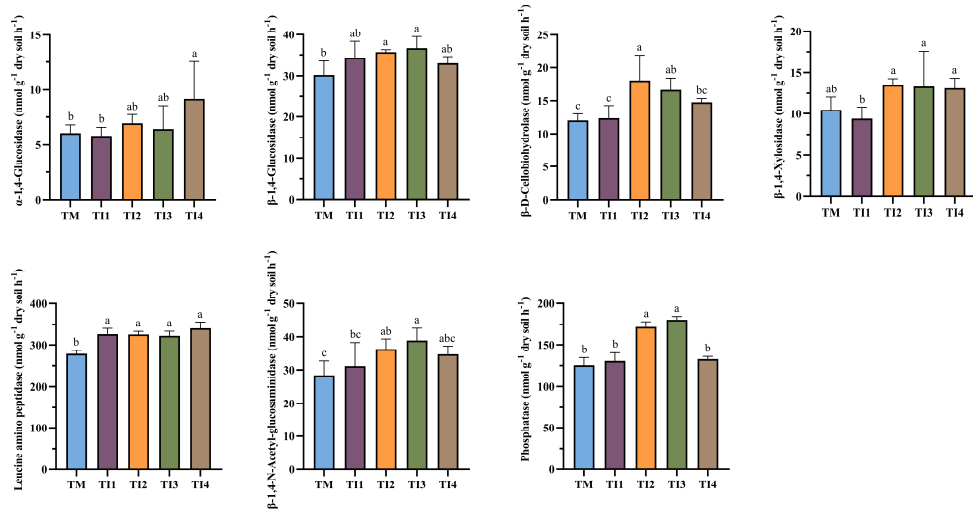 α-1,4-Glucosidase (nmol g⁻¹ dry soil h⁻¹)
15
10
5
0
b
b
ab
ab
a
TM TI1 TI2 TI3 TI4
β-1,4-Glucosidase (nmol g⁻¹ dry soil h⁻¹)
40
30
20
10
0
b
ab
a
a
ab
TM TI1 TI2 TI3 TI4
β-D-Cellobiohydrolase (nmol g⁻¹ dry soil h⁻¹)
25
20
15
10
5
0
c
c
a
ab
bc
TM TI1 TI2 TI3 TI4
β-1,4-Xylosidase (nmol g⁻¹ dry soil h⁻¹)
20
15
10
5
0
ab
b
a
a
a
TM TI1 TI2 TI3 TI4
Leucine amino peptidase (nmol g⁻¹ dry soil h⁻¹)
400
300
200
100
0
b
a
a
a
a
TM TI1 TI2 TI3 TI4
β-1,4-N-Acetyl-glucosaminidase (nmol g⁻¹ dry soil h⁻¹)
50
40
30
20
10
0
c
bc
ab
a
abc
TM TI1 TI2 TI3 TI4
Phosphatase (nmol g⁻¹ dry soil h⁻¹)
200
150
100
50
0
b
b
a
a
b
TM TI1 TI2 TI3 TI4